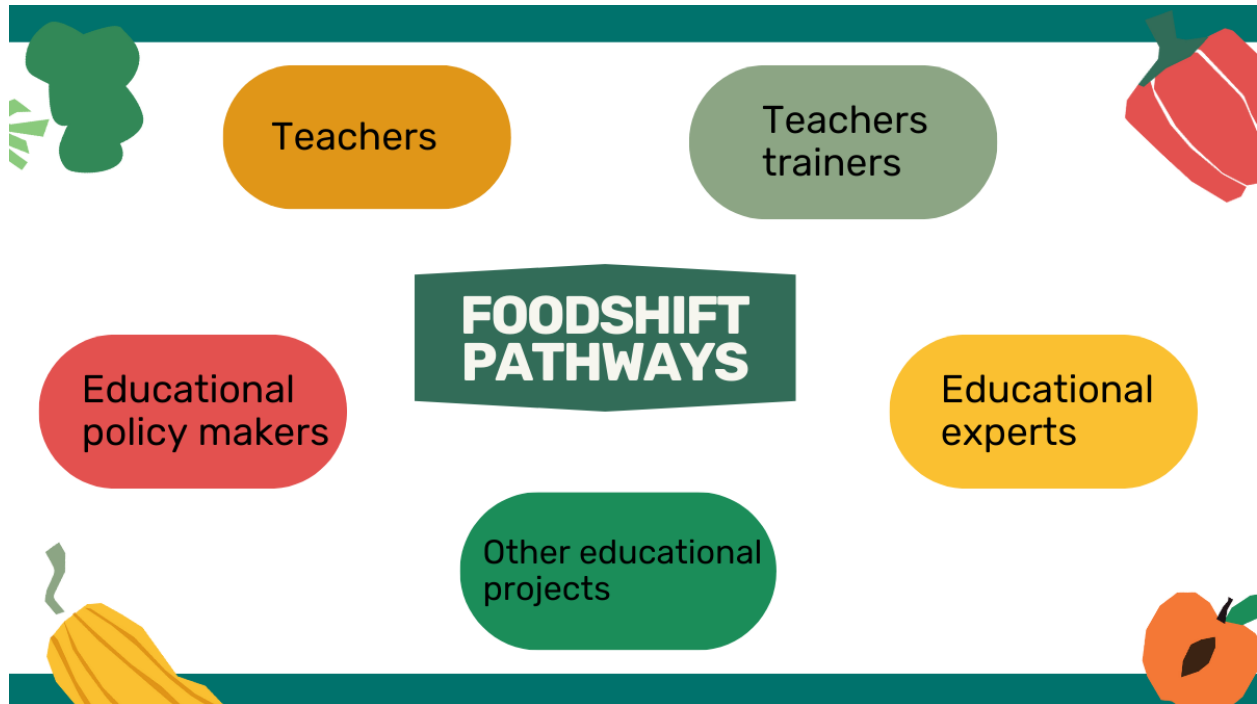 Teachers
Teachers
trainers
FOODSHIFT
PATHWAYS
Educational
policy makers
Educational
experts
Other educational
projects